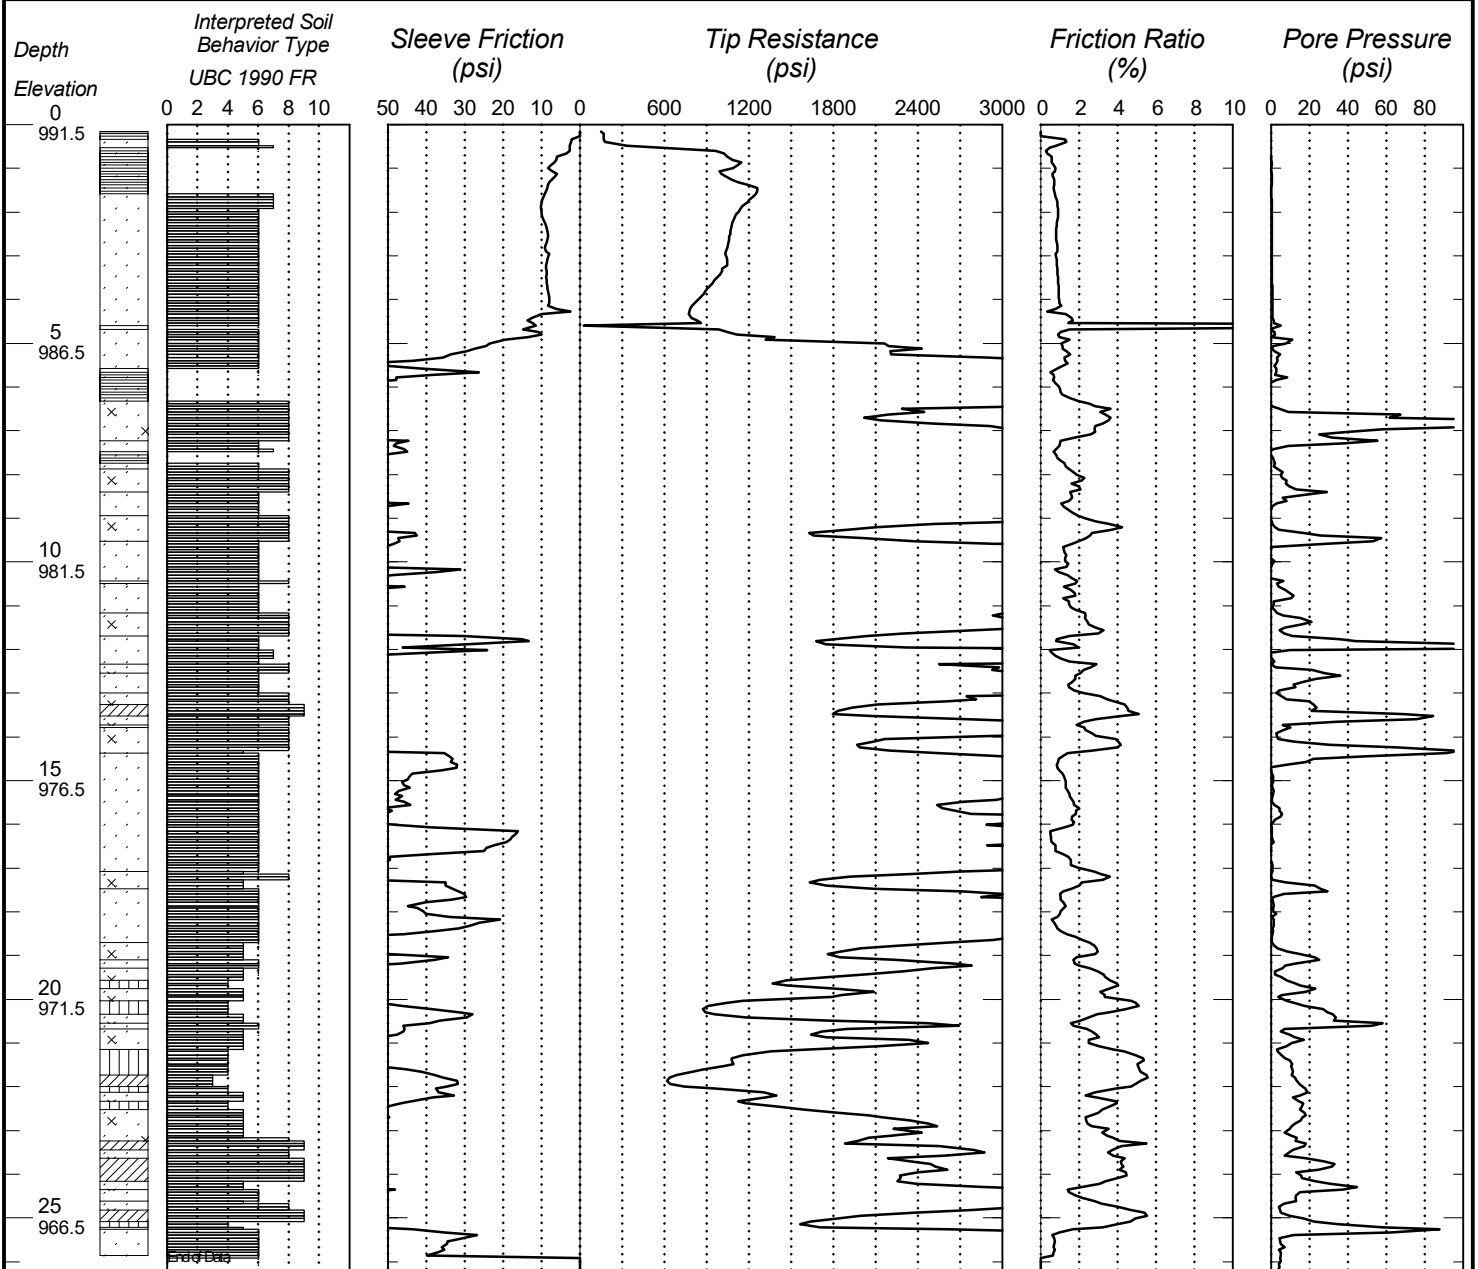 Depth
Elevation
Interpreted Soil
Behavior Type
UBC 1990 FR
Sleeve Friction
(psi)
Tip Resistance
(psi)
Friction Ratio
(%)
Pore Pressure
(psi)
0 2 4 6 8 10
50 40 30 20 10 0
600 1200 1800 2400 3000
0 2 4 6 8 10
0 20 40 60 80
0
991.5
5
986.5
10
981.5
15
976.5
20
971.5
25
966.5
End of Data